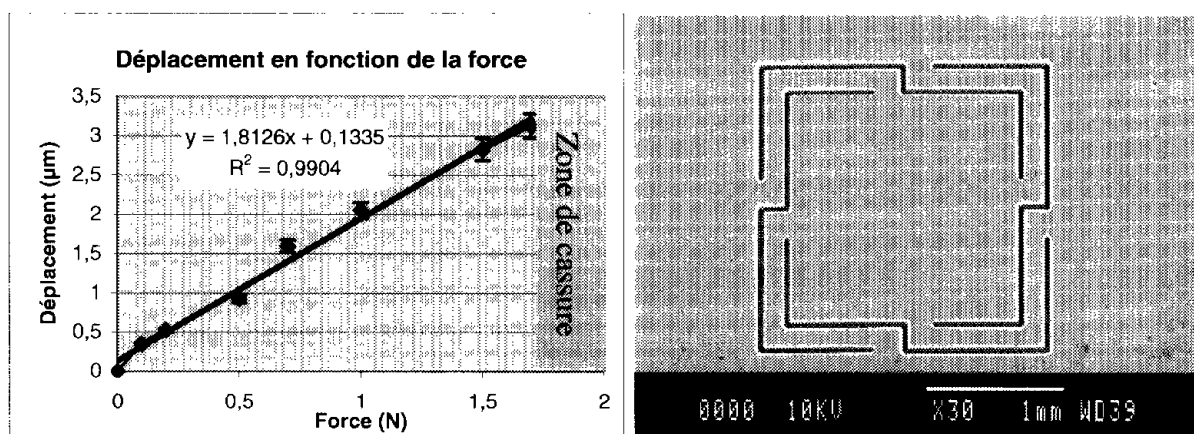 Déplacement en fonction de la force
3,5
3
2,5
2
1,5
1
0,5
0
y = 1,8126x + 0,1335
R² = 0,9904
Zone de cassure
Déplacement (µm)
0
0,5
1
1,5
2
Force (N)
0000 10KV X30 1mm WD39